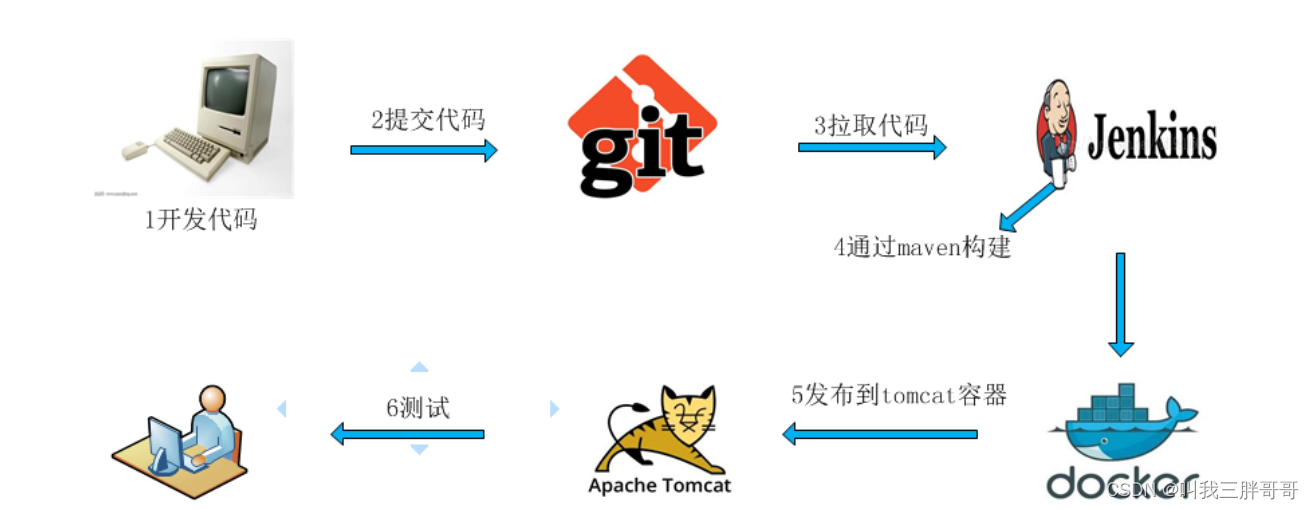 2提交代码
git
3拉取代码
Jenkins
1开发代码
4通过maven构建
5发布到tomcat容器
6测试
Apache Tomcat
docker
CSDN @叫我三胖哥哥